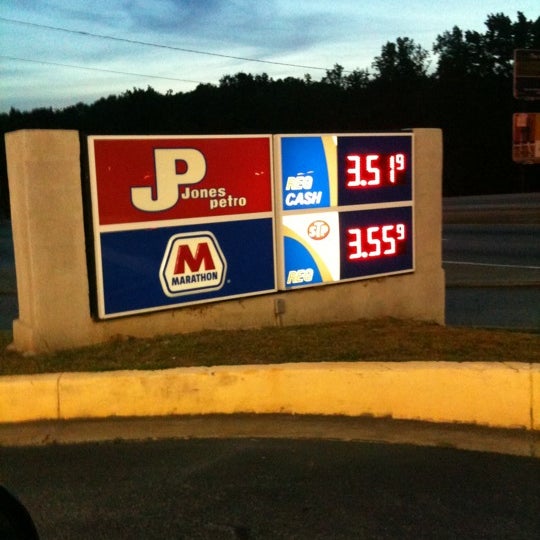 JP
Jones
petro
M
MARATHON
REG
CASH
3.51 9
STP
REG
3.55 9